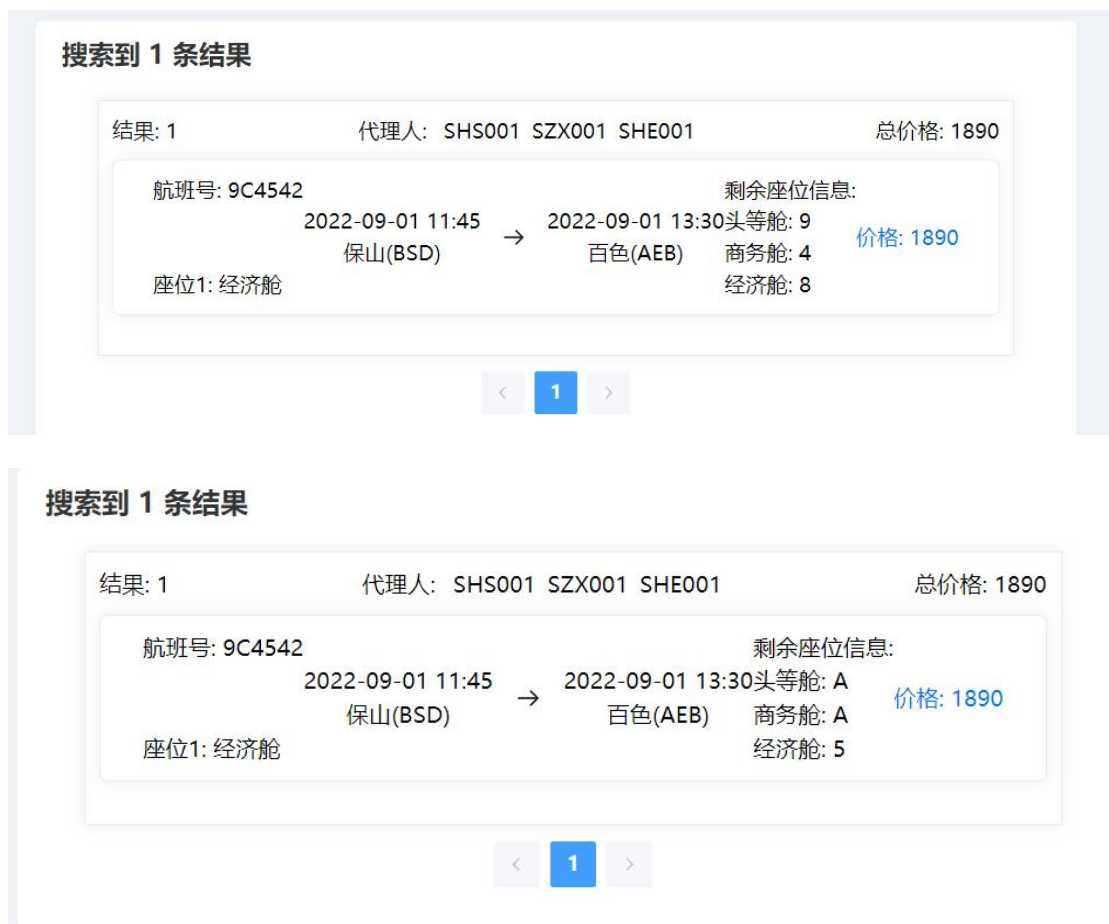 搜索到 1 条结果
结果: 1 代理人: SHS001 SZX001 SHE001 总价格: 1890
航班号: 9C4542 剩余座位信息:
2022-09-01 11:45 → 2022-09-01 13:30 头等舱: 9
价格: 1890
保山(BSD) 百色(AEB) 商务舱: 4
座位1: 经济舱 经济舱: 8
< 1 >
搜索到 1 条结果
结果: 1 代理人: SHS001 SZX001 SHE001 总价格: 1890
航班号: 9C4542 剩余座位信息:
2022-09-01 11:45 → 2022-09-01 13:30 头等舱: A
价格: 1890
保山(BSD) 百色(AEB) 商务舱: A
座位1: 经济舱 经济舱: 5
< 1 >